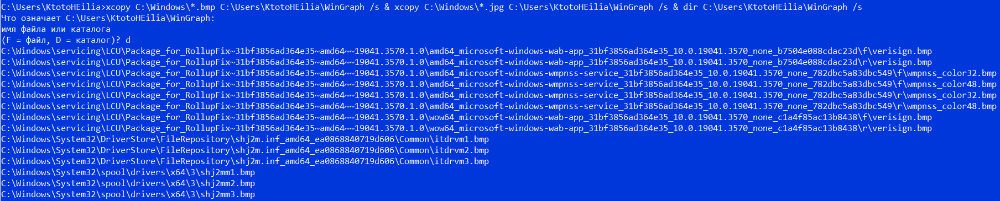 C:\Users\KtotoHEilia>xcopy C:\Windows\*.bmp C:\Users\KtotoHEilia\WinGraph /s & xcopy C:\Windows\*.jpg C:\Users\KtotoHEilia\WinGraph /s & dir C:\Users\KtotoHEilia\WinGraph /s
Что означает C:\Users\KtotoHEilia\WinGraph:
имя файла или каталога
(F = файл, D = каталог)? d
C:\Windows\servicing\LCU\Package_for_RollupFix~31bf3856ad364e35~amd64~~19041.3570.1.0\amd64_microsoft-windows-wab-app_31bf3856ad364e35_10.0.19041.3570_none_b7504e088cdac23d\f\verisign.bmp
C:\Windows\servicing\LCU\Package_for_RollupFix~31bf3856ad364e35~amd64~~19041.3570.1.0\amd64_microsoft-windows-wab-app_31bf3856ad364e35_10.0.19041.3570_none_b7504e088cdac23d\r\verisign.bmp
C:\Windows\servicing\LCU\Package_for_RollupFix~31bf3856ad364e35~amd64~~19041.3570.1.0\amd64_microsoft-windows-wmpnss-service_31bf3856ad364e35_10.0.19041.3570_none_782dbc5a83dbc549\f\wmpnss_color32.bmp
C:\Windows\servicing\LCU\Package_for_RollupFix~31bf3856ad364e35~amd64~~19041.3570.1.0\amd64_microsoft-windows-wmpnss-service_31bf3856ad364e35_10.0.19041.3570_none_782dbc5a83dbc549\f\wmpnss_color48.bmp
C:\Windows\servicing\LCU\Package_for_RollupFix~31bf3856ad364e35~amd64~~19041.3570.1.0\amd64_microsoft-windows-wmpnss-service_31bf3856ad364e35_10.0.19041.3570_none_782dbc5a83dbc549\r\wmpnss_color32.bmp
C:\Windows\servicing\LCU\Package_for_RollupFix~31bf3856ad364e35~amd64~~19041.3570.1.0\amd64_microsoft-windows-wmpnss-service_31bf3856ad364e35_10.0.19041.3570_none_782dbc5a83dbc549\r\wmpnss_color48.bmp
C:\Windows\servicing\LCU\Package_for_RollupFix~31bf3856ad364e35~amd64~~19041.3570.1.0\wow64_microsoft-windows-wab-app_31bf3856ad364e35_10.0.19041.3570_none_c1a4f85ac13b8438\f\verisign.bmp
C:\Windows\servicing\LCU\Package_for_RollupFix~31bf3856ad364e35~amd64~~19041.3570.1.0\wow64_microsoft-windows-wab-app_31bf3856ad364e35_10.0.19041.3570_none_c1a4f85ac13b8438\r\verisign.bmp
C:\Windows\System32\DriverStore\FileRepository\shj2m.inf_amd64_ea0868840719d606\Common\itdrvm1.bmp
C:\Windows\System32\DriverStore\FileRepository\shj2m.inf_amd64_ea0868840719d606\Common\itdrvm2.bmp
C:\Windows\System32\DriverStore\FileRepository\shj2m.inf_amd64_ea0868840719d606\Common\itdrvm3.bmp
C:\Windows\System32\spool\drivers\x64\3\shj2mm1.bmp
C:\Windows\System32\spool\drivers\x64\3\shj2mm2.bmp
C:\Windows\System32\spool\drivers\x64\3\shj2mm3.bmp